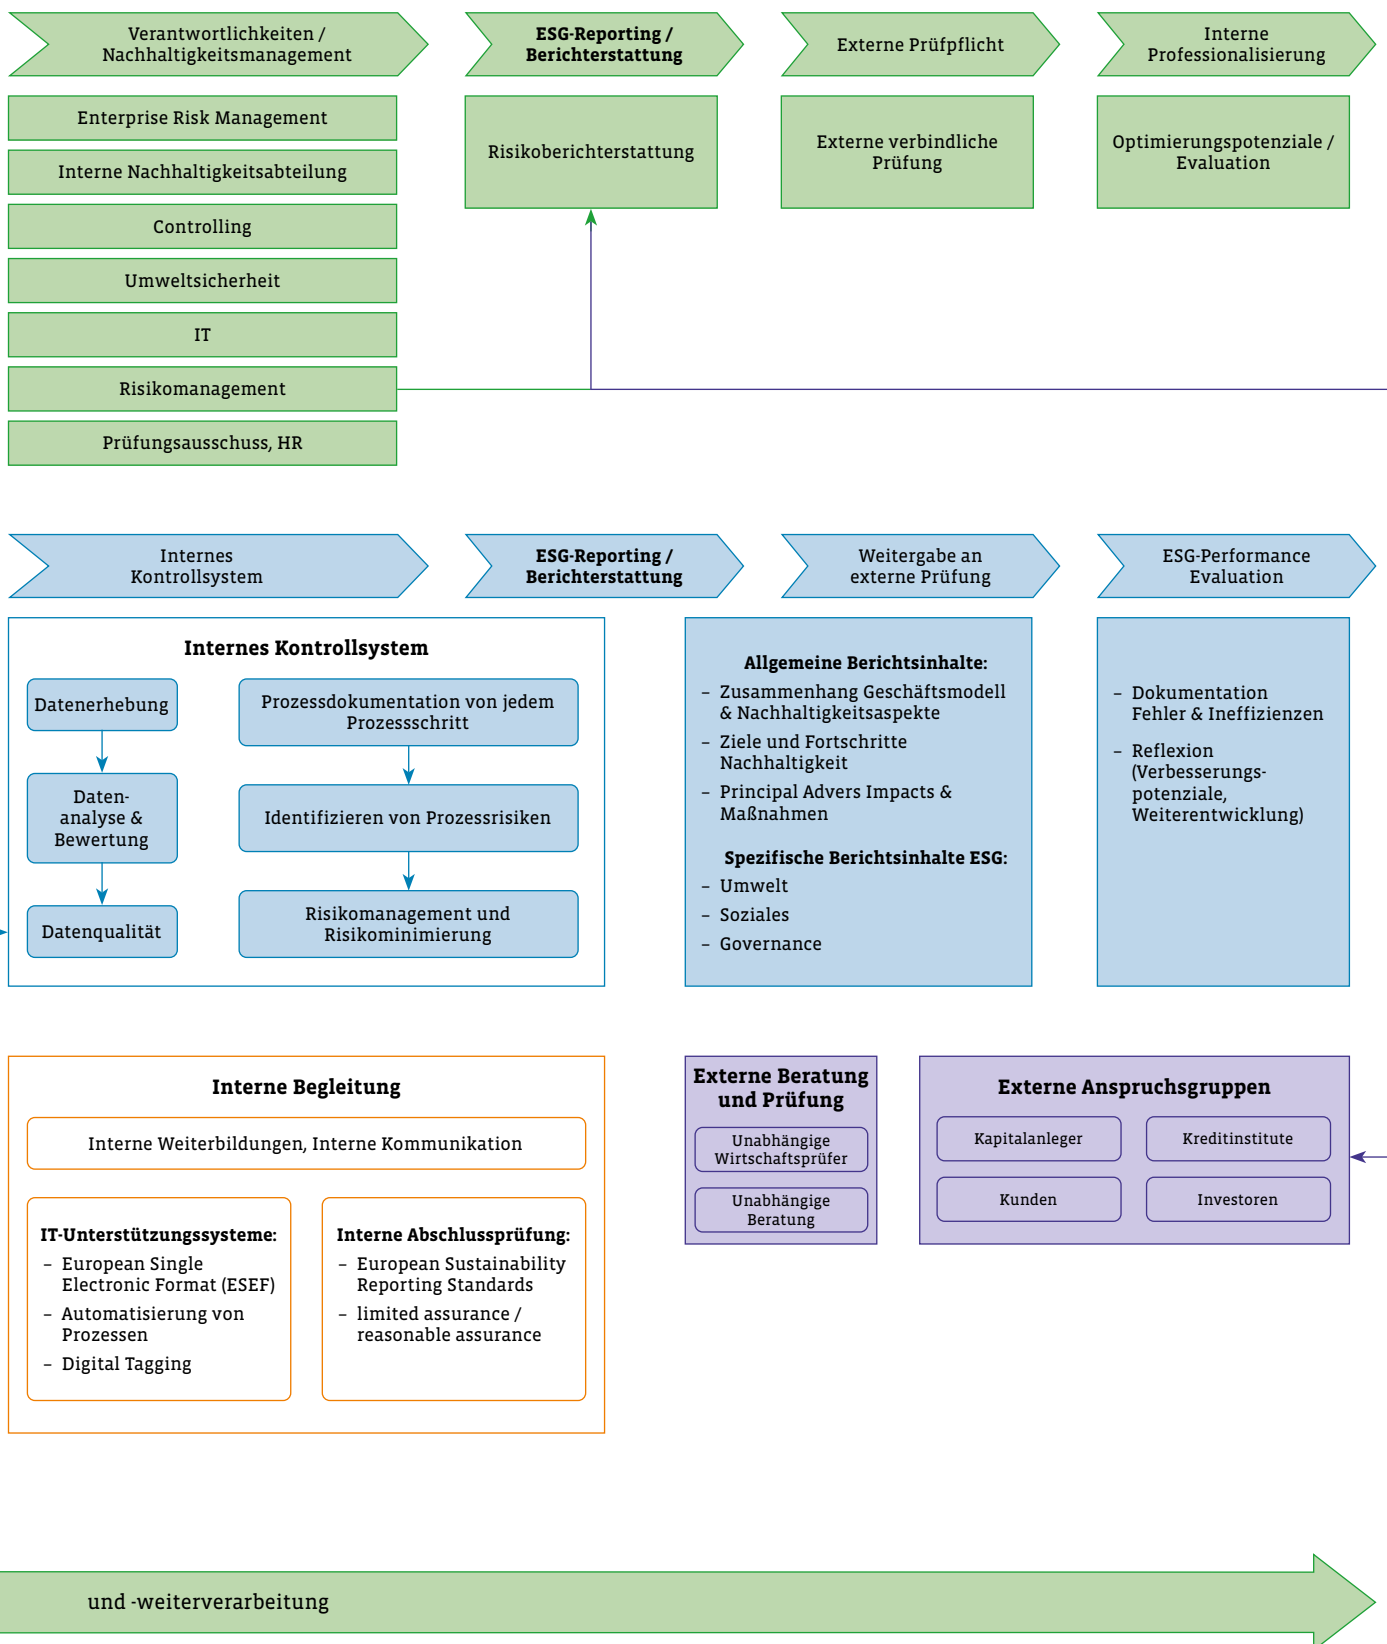 Verantwortlichkeiten /
Nachhaltigkeitsmanagement
ESG-Reporting /
Berichterstattung
Externe Prüfpflicht
Interne
Professionalisierung
Enterprise Risk Management
Interne Nachhaltigkeitsabteilung
Controlling
Umweltsicherheit
IT
Risikomanagement
Prüfungsausschuss, HR
Risikoberichterstattung
Externe verbindliche
Prüfung
Optimierungspotenziale /
Evaluation
Internes
Kontrollsystem
ESG-Reporting /
Berichterstattung
Weitergabe an
externe Prüfung
ESG-Performance
Evaluation
Internes Kontrollsystem
Datenerhebung
Daten-
analyse &
Bewertung
Datenqualität
Prozessdokumentation von jedem
Prozessschritt
Identifizieren von Prozessrisiken
Risikomanagement und
Risikominimierung
Allgemeine Berichtsinhalte:
– Zusammenhang Geschäftsmodell
& Nachhaltigkeitsaspekte
– Ziele und Fortschritte
Nachhaltigkeit
– Principal Advers Impacts &
Maßnahmen
Spezifische Berichtsinhalte ESG:
– Umwelt
– Soziales
– Governance
– Dokumentation
Fehler & Ineffizienzen
– Reflexion
(Verbesserungs-
potenziale,
Weiterentwicklung)
Interne Begleitung
Interne Weiterbildungen, Interne Kommunikation
IT-Unterstützungssysteme:
– European Single
Electronic Format (ESEF)
– Automatisierung von
Prozessen
– Digital Tagging
Interne Abschlussprüfung:
– European Sustainability
Reporting Standards
– limited assurance /
reasonable assurance
Externe Beratung
und Prüfung
Unabhängige
Wirtschaftsprüfer
Unabhängige
Beratung
Externe Anspruchsgruppen
Kapitalanleger
Kreditinstitute
Kunden
Investoren
und -weiterverarbeitung